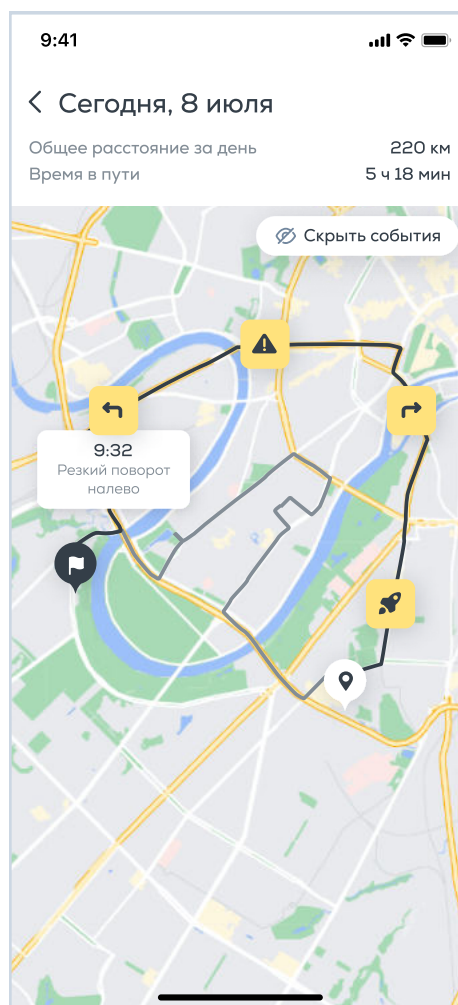 9:41
Сегодня, 8 июля
Общее расстояние за день 220 км
Время в пути 5 ч 18 мин
Скрыть события
9:32
Резкий поворот
налево